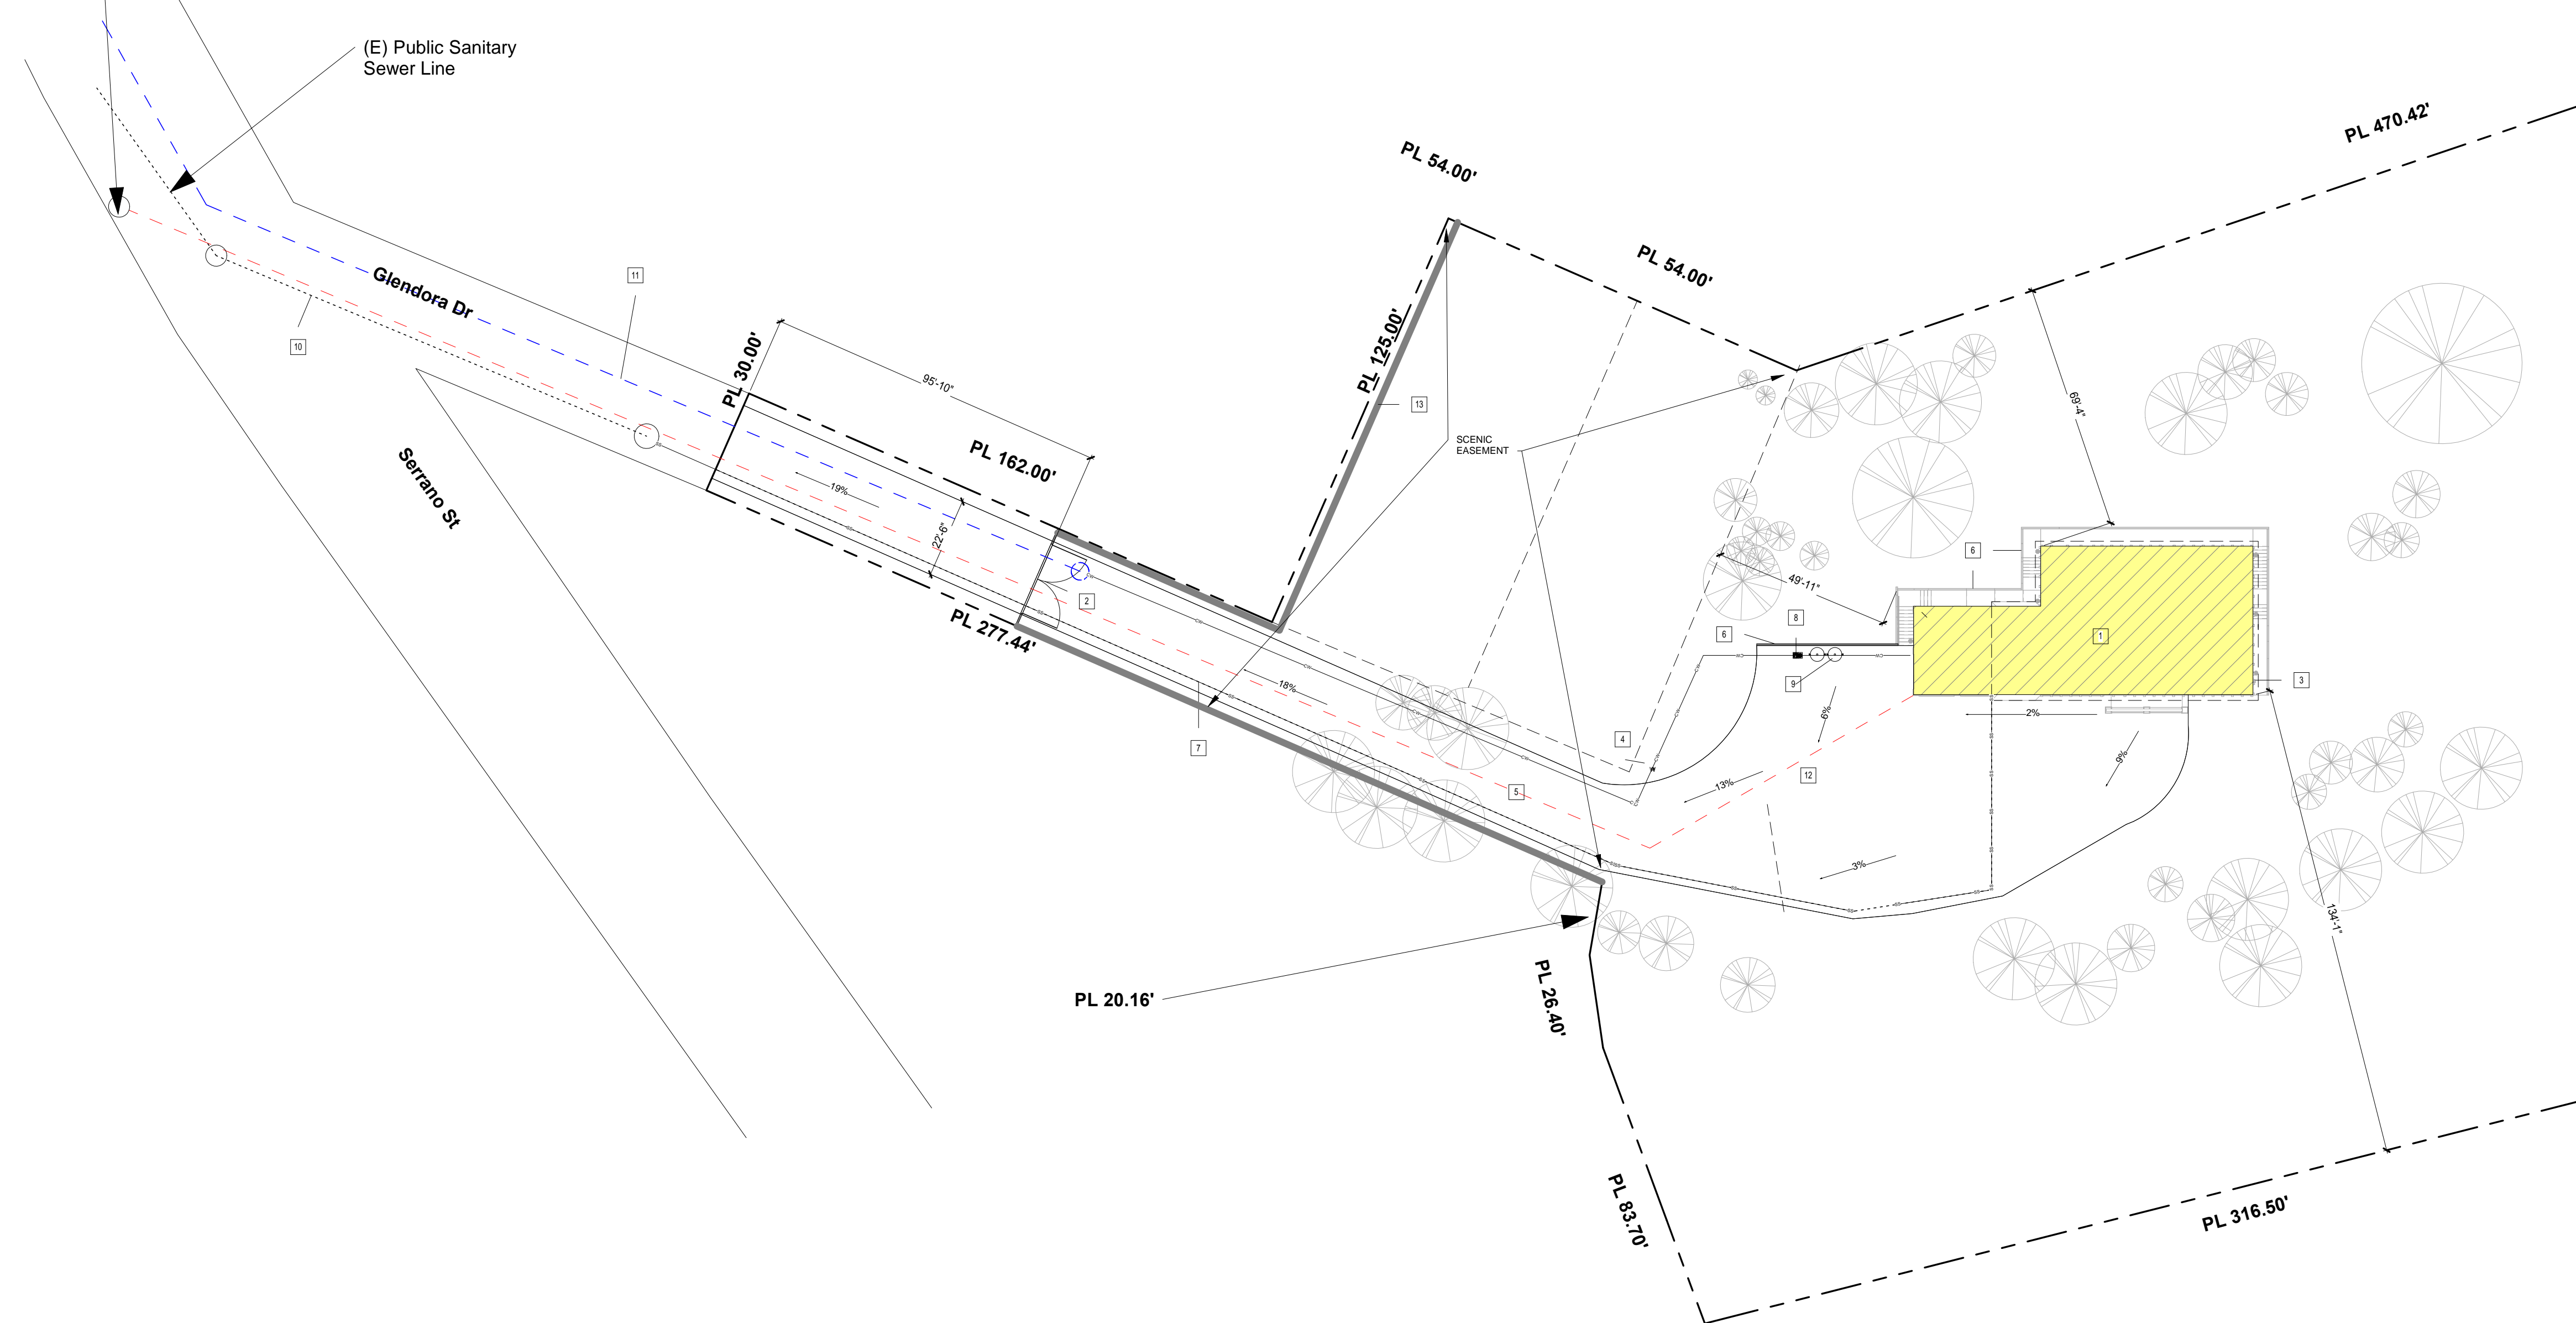 (E) Public Sanitary
Sewer Line
PL 470.42'
PL 54.00'
PL 54.00'
11
Glendora Dr
10
PL 30.00'
95'-10"
PL 125.00'
13
69'-4"
SCENIC
EASEMENT
PL 162.00'
19%
22'-6"
Serrano St
2
PL 277.44'
49'-11"
6
8
6
1
9
3
18%
7
4
6%
2%
9%
5
13%
12
3%
134'-1"
PL 20.16'
PL 26.40'
PL 83.70'
PL 316.50'